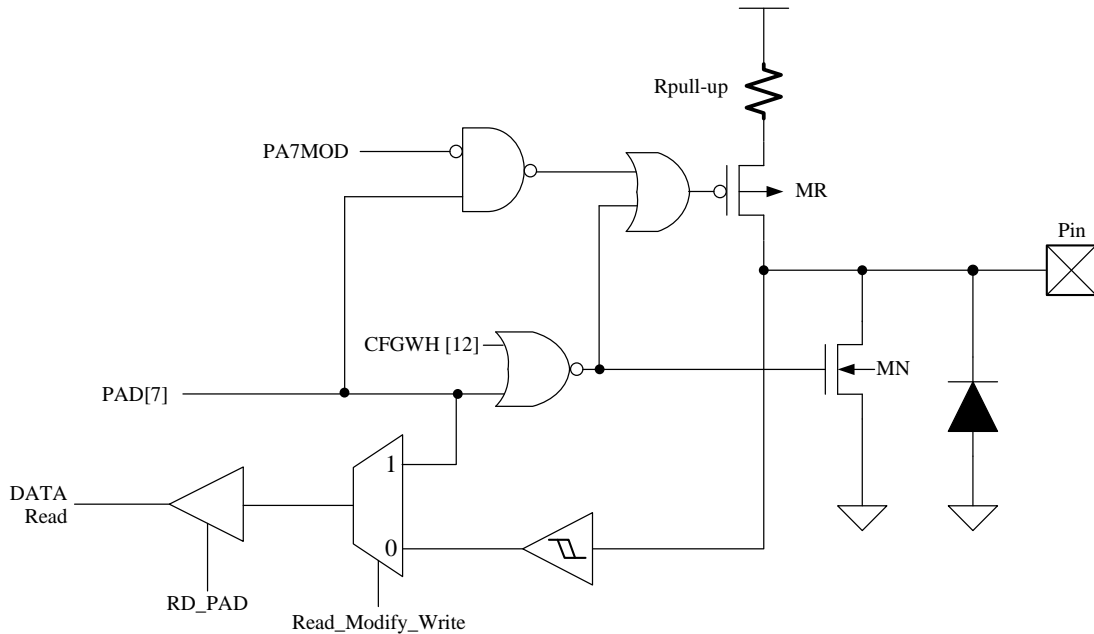 Rpull-up
PA7MOD
MR
Pin
CFGWH [12]
MN
PAD[7]
1
DATA
Read
0
RD_PAD
Read_Modify_Write